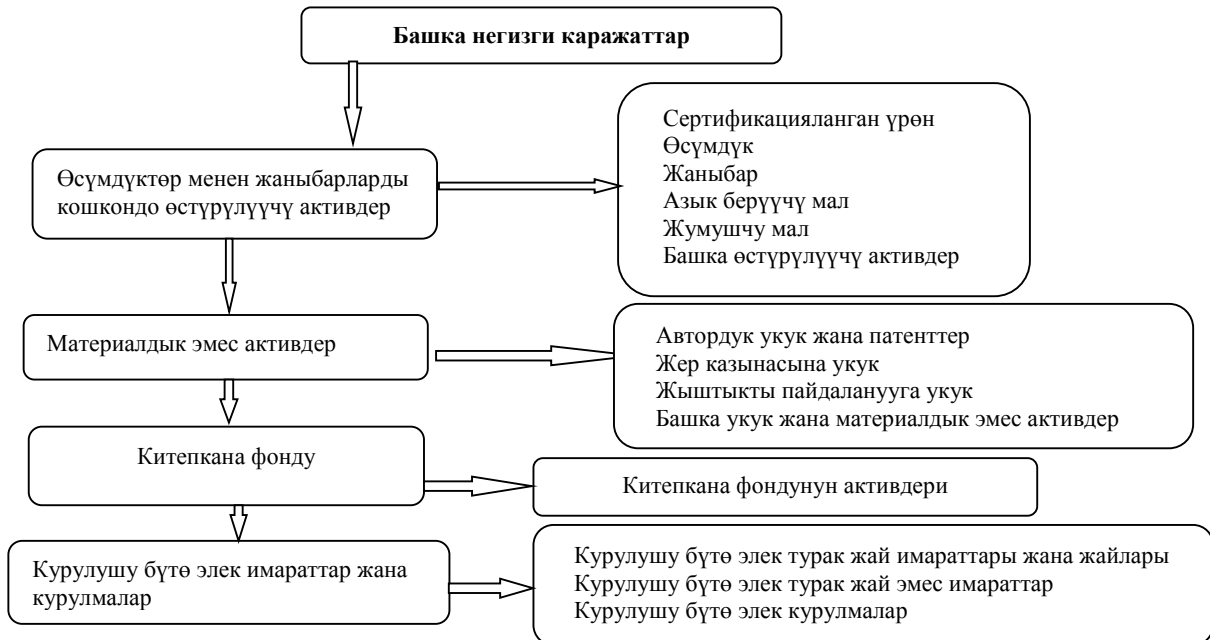 Башка негизги каражаттар
Өсүмдүктөр менен жаныбарларды
кошкондо өстүрүлүүчү активдер
Сертификацияланган үрөн
Өсүмдүк
Жаныбар
Азык берүүчү мал
Жумушчу мал
Башка өстүрүлүүчү активдер
Материалдык эмес активдер
Автордук укук жана патенттер
Жер казынасына укук
Жыштыкты пайдаланууга укук
Башка укук жана материалдык эмес активдер
Китепкана фонду
Китепкана фондунун активдери
Курулушу бүтө элек имараттар жана
курулмалар
Курулушу бүтө элек турак жай имараттары жана жайлары
Курулушу бүтө элек турак жай эмес имараттар
Курулушу бүтө элек курулмалар